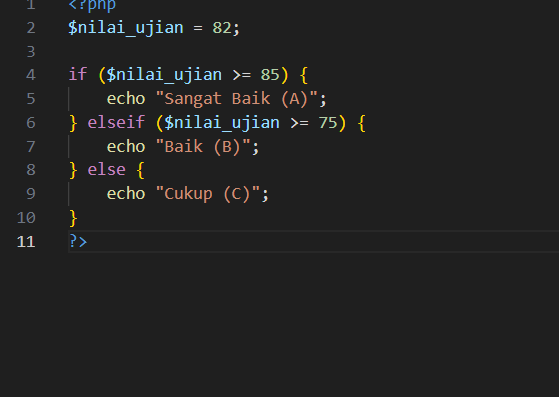 1 <?php
2 $nilai_ujian = 82;
3
4 if ($nilai_ujian >= 85) {
5 echo "Sangat Baik (A)";
6 } elseif ($nilai_ujian >= 75) {
7 echo "Baik (B)";
8 } else {
9 echo "Cukup (C)";
10 }
11 ?>